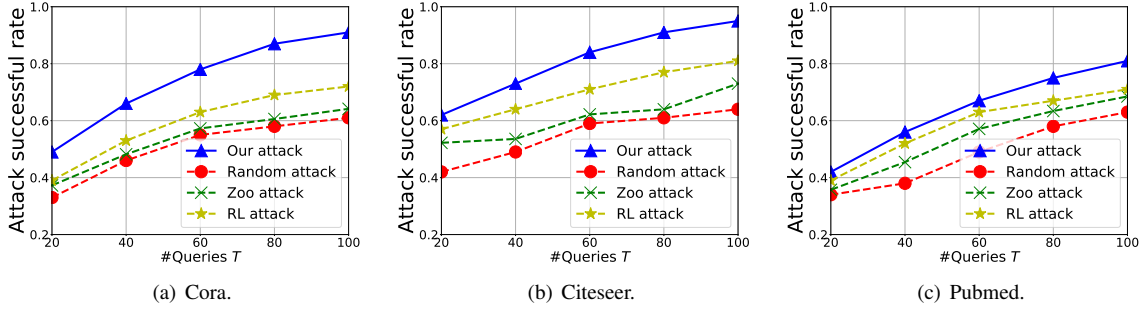 Attack successful rate
1.0
0.8
0.6
0.4
0.2
20 40 60 80 100
#Queries T
Our attack
Random attack
Zoo attack
RL attack
(a) Cora.
Attack successful rate
1.0
0.8
0.6
0.4
0.2
20 40 60 80 100
#Queries T
Our attack
Random attack
Zoo attack
RL attack
(b) Citeseer.
Attack successful rate
1.0
0.8
0.6
0.4
0.2
20 40 60 80 100
#Queries T
Our attack
Random attack
Zoo attack
RL attack
(c) Pubmed.